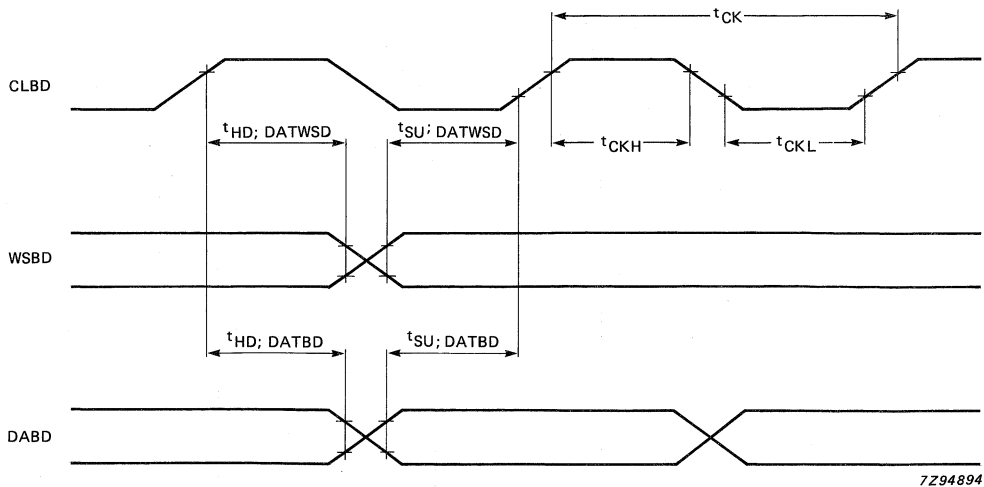 tCK
CLBD
tHD; DATWSD
tSU; DATWSD
tCKH
tCKL
WSBD
tHD; DATBD
tSU; DATBD
DABD
7Z94894